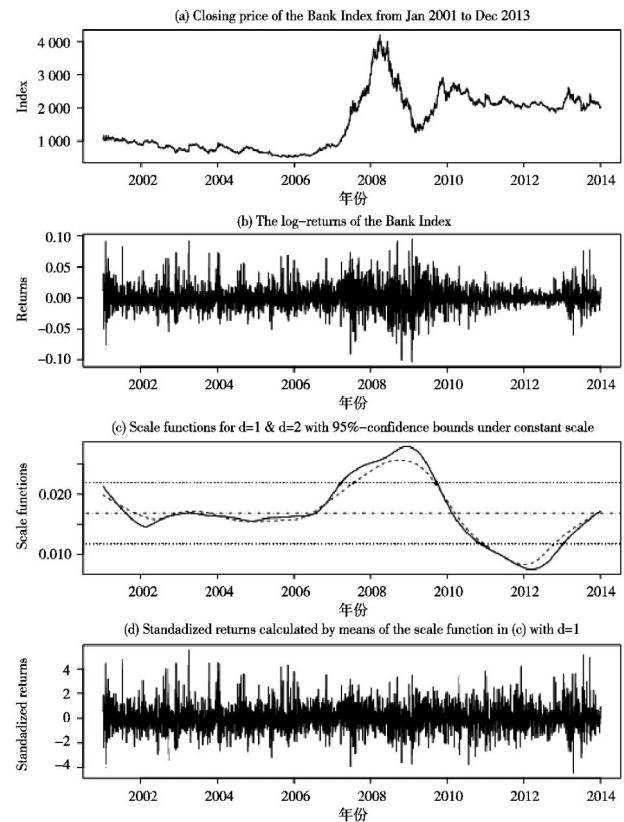 (a) Closing price of the Bank Index from Jan 2001 to Dec 2013
Index
4 000
3 000
2 000
1 000
2002 2004 2006 2008 2010 2012 2014
年份
(b) The log-returns of the Bank Index
Returns
0.10
0.05
0.00
-0.05
-0.10
2002 2004 2006 2008 2010 2012 2014
年份
(c) Scale functions for d=1 & d=2 with 95%-confidence bounds under constant scale
Scale functions
0.020
0.010
2002 2004 2006 2008 2010 2012 2014
年份
(d) Standadized returns calculated by means of the scale function in (c) with d=1
Standadized returns
4
2
0
-2
-4
2002 2004 2006 2008 2010 2012 2014
年份